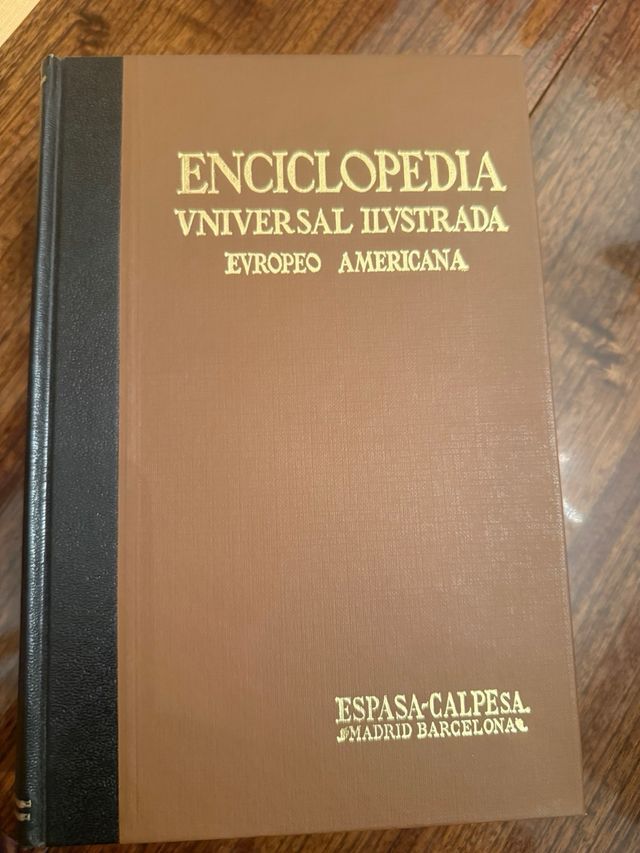 ENCICLOPEDIA
VNIVERSAL ILVSTRADA
EVROPEO AMERICANA
ESPASA-CALPE S.A.
MADRID BARCELONA